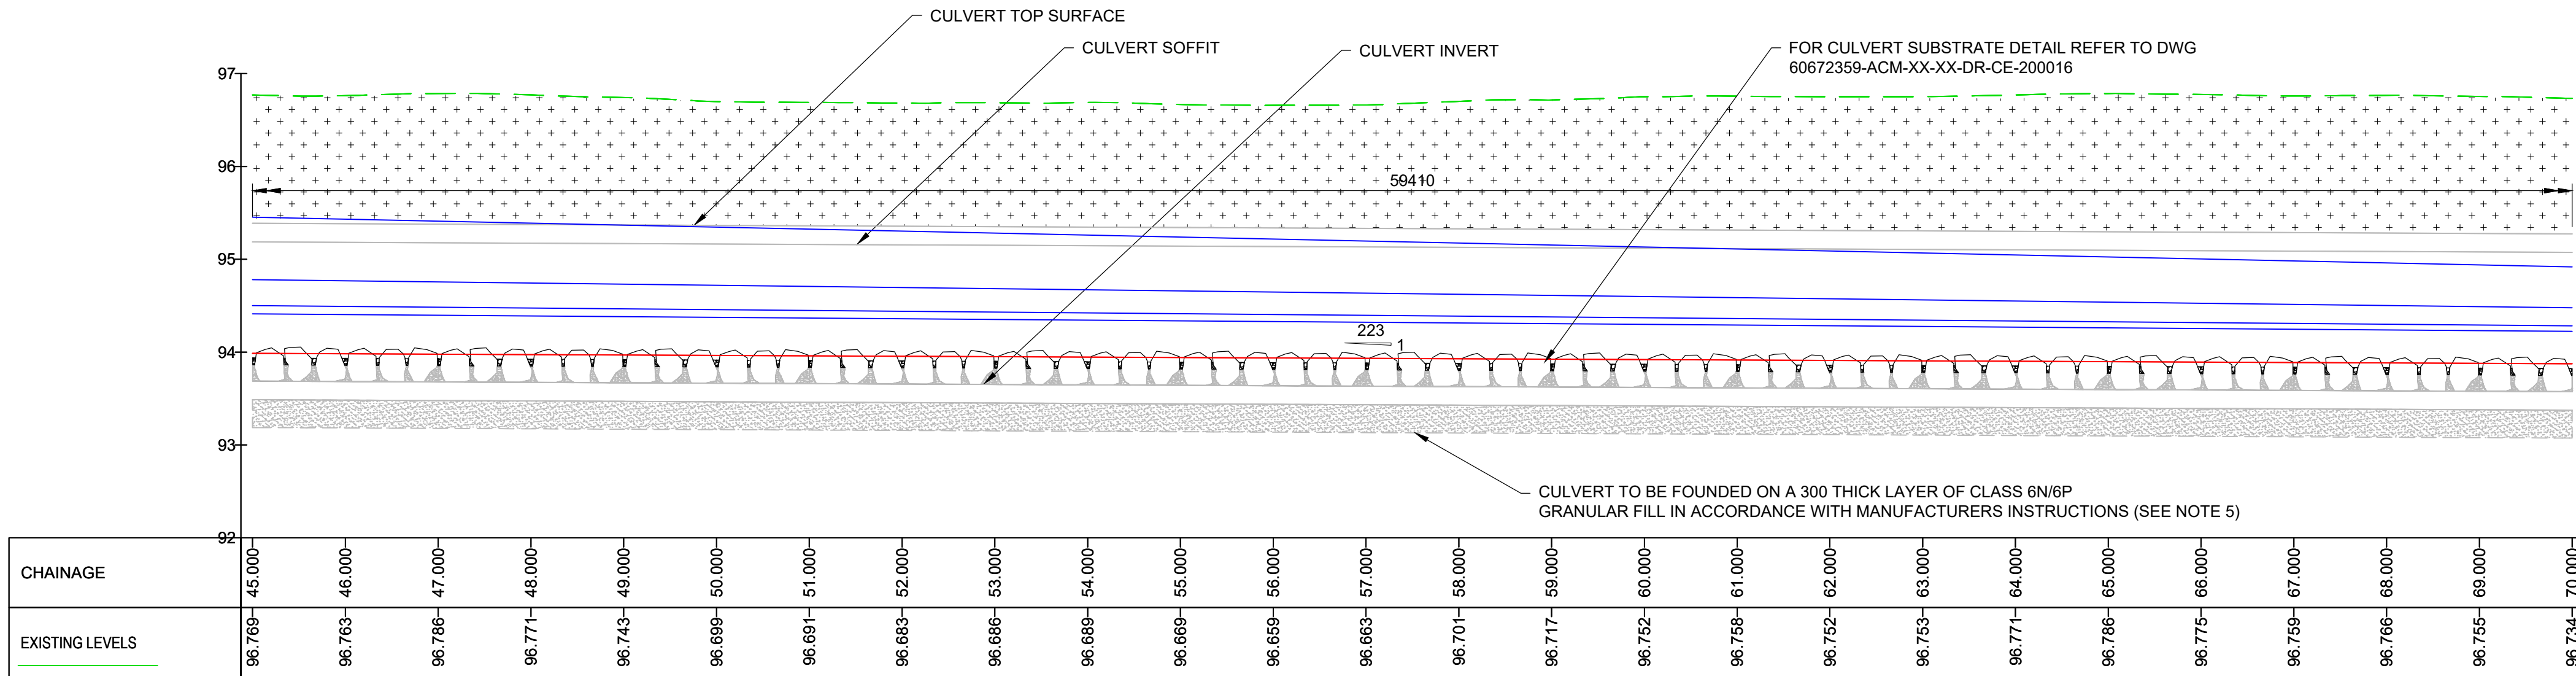 CULVERT TOP SURFACE
CULVERT SOFFIT
CULVERT INVERT
FOR CULVERT SUBSTRATE DETAIL REFER TO DWG
60672359-ACM-XX-XX-DR-CE-200016
97
96
59410
95
223
94
1
93
CULVERT TO BE FOUNDED ON A 300 THICK LAYER OF CLASS 6N/6P
GRANULAR FILL IN ACCORDANCE WITH MANUFACTURERS INSTRUCTIONS (SEE NOTE 5)
92
CHAINAGE 45.000 46.000 47.000 48.000 49.000 50.000 51.000 52.000 53.000 54.000 55.000 56.000 57.000 58.000 59.000 60.000 61.000 62.000 63.000 64.000 65.000 66.000 67.000 68.000 69.000 70.000
EXISTING LEVELS 96.769 96.763 96.786 96.771 96.743 96.699 96.691 96.683 96.686 96.689 96.669 96.659 96.663 96.701 96.717 96.752 96.758 96.752 96.753 96.771 96.786 96.775 96.759 96.766 96.755 96.734